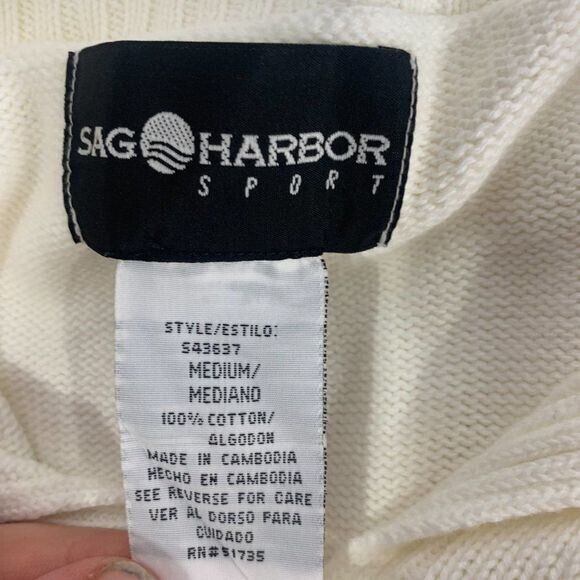 SAG HARBOR
SPORT
STYLE/ESTILO:
S43637
MEDIUM/
MEDIANO
100% COTTON/
ALGODON
MADE IN CAMBODIA
HECHO EN CAMBODIA
SEE REVERSE FOR CARE
VER AL DORSO PARA
CUIDADO
RN#51735